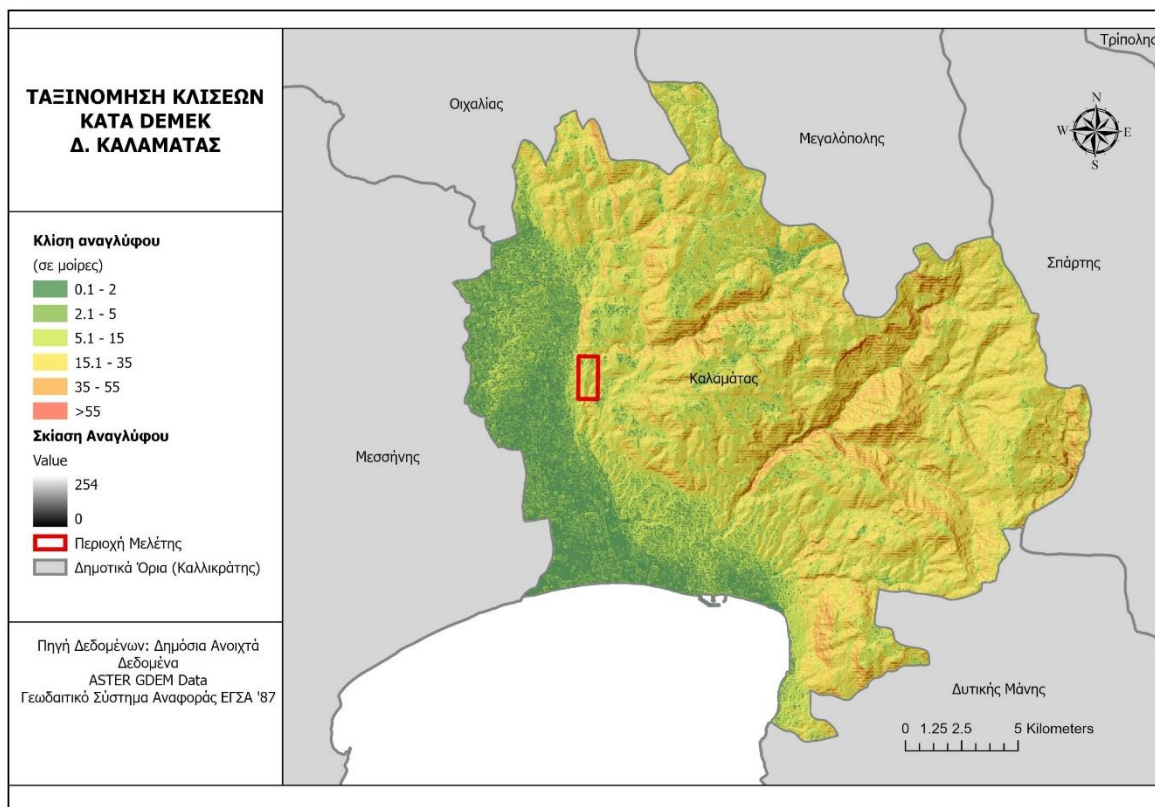 ΤΑΞΙΝΟΜΗΣΗ ΚΛΙΣΕΩΝ
ΚΑΤΑ DEMEK
Δ. ΚΑΛΑΜΑΤΑΣ
Κλίση αναγλύφου
(σε μοίρες)
0.1 - 2
2.1 - 5
5.1 - 15
15.1 - 35
35 - 55
>55
Σκίαση Αναγλύφου
Value
254
0
Περιοχή Μελέτης
Δημοτικά Όρια (Καλλικράτης)
Πηγή Δεδομένων: Δημόσια Ανοιχτά
Δεδομένα
ASTER GDEM Data
Γεωδαιτικό Σύστημα Αναφοράς ΕΓΣΑ '87
Τρίπολης
Οιχαλίας
Μεγαλόπολης
N
W E
S
Σπάρτης
Καλαμάτας
Μεσσήνης
Δυτικής Μάνης
0 1.25 2.5 5 Kilometers